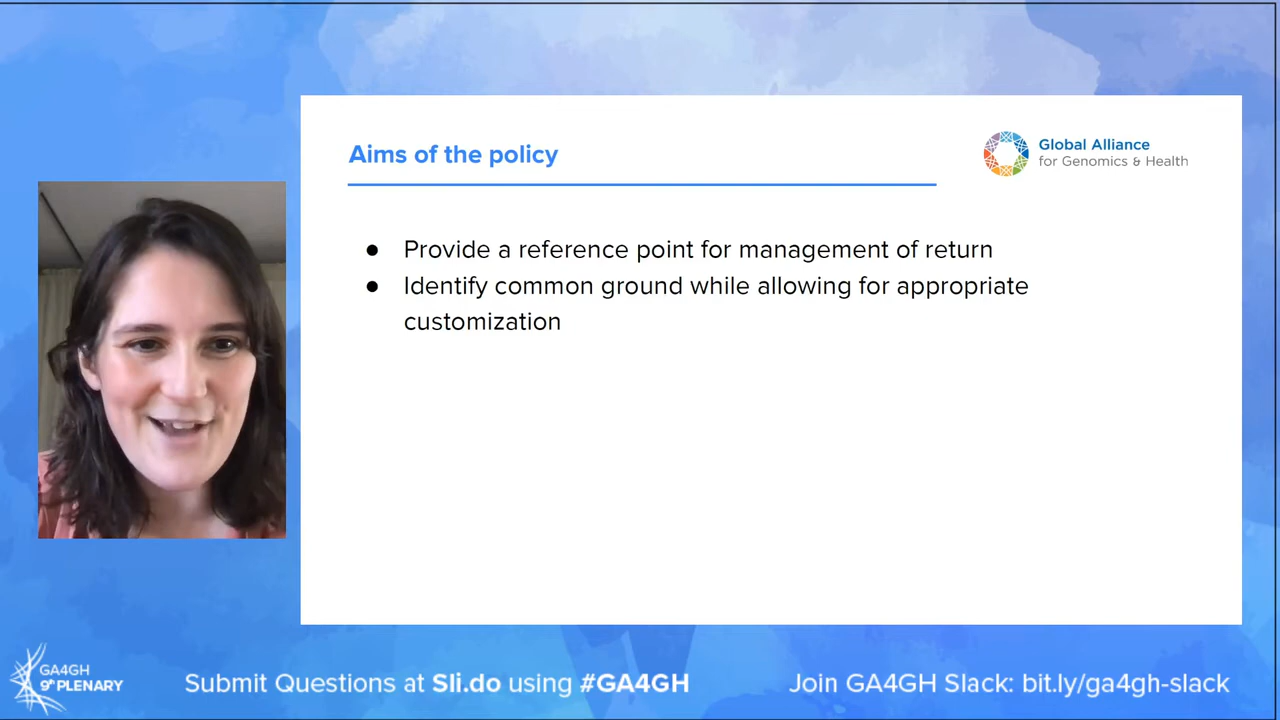 Aims of the policy
Global Alliance
for Genomics & Health
● Provide a reference point for management of return
● Identify common ground while allowing for appropriate
customization
GA4GH
9th PLENARY
Submit Questions at Sli.do using #GA4GH
Join GA4GH Slack: bit.ly/ga4gh-slack